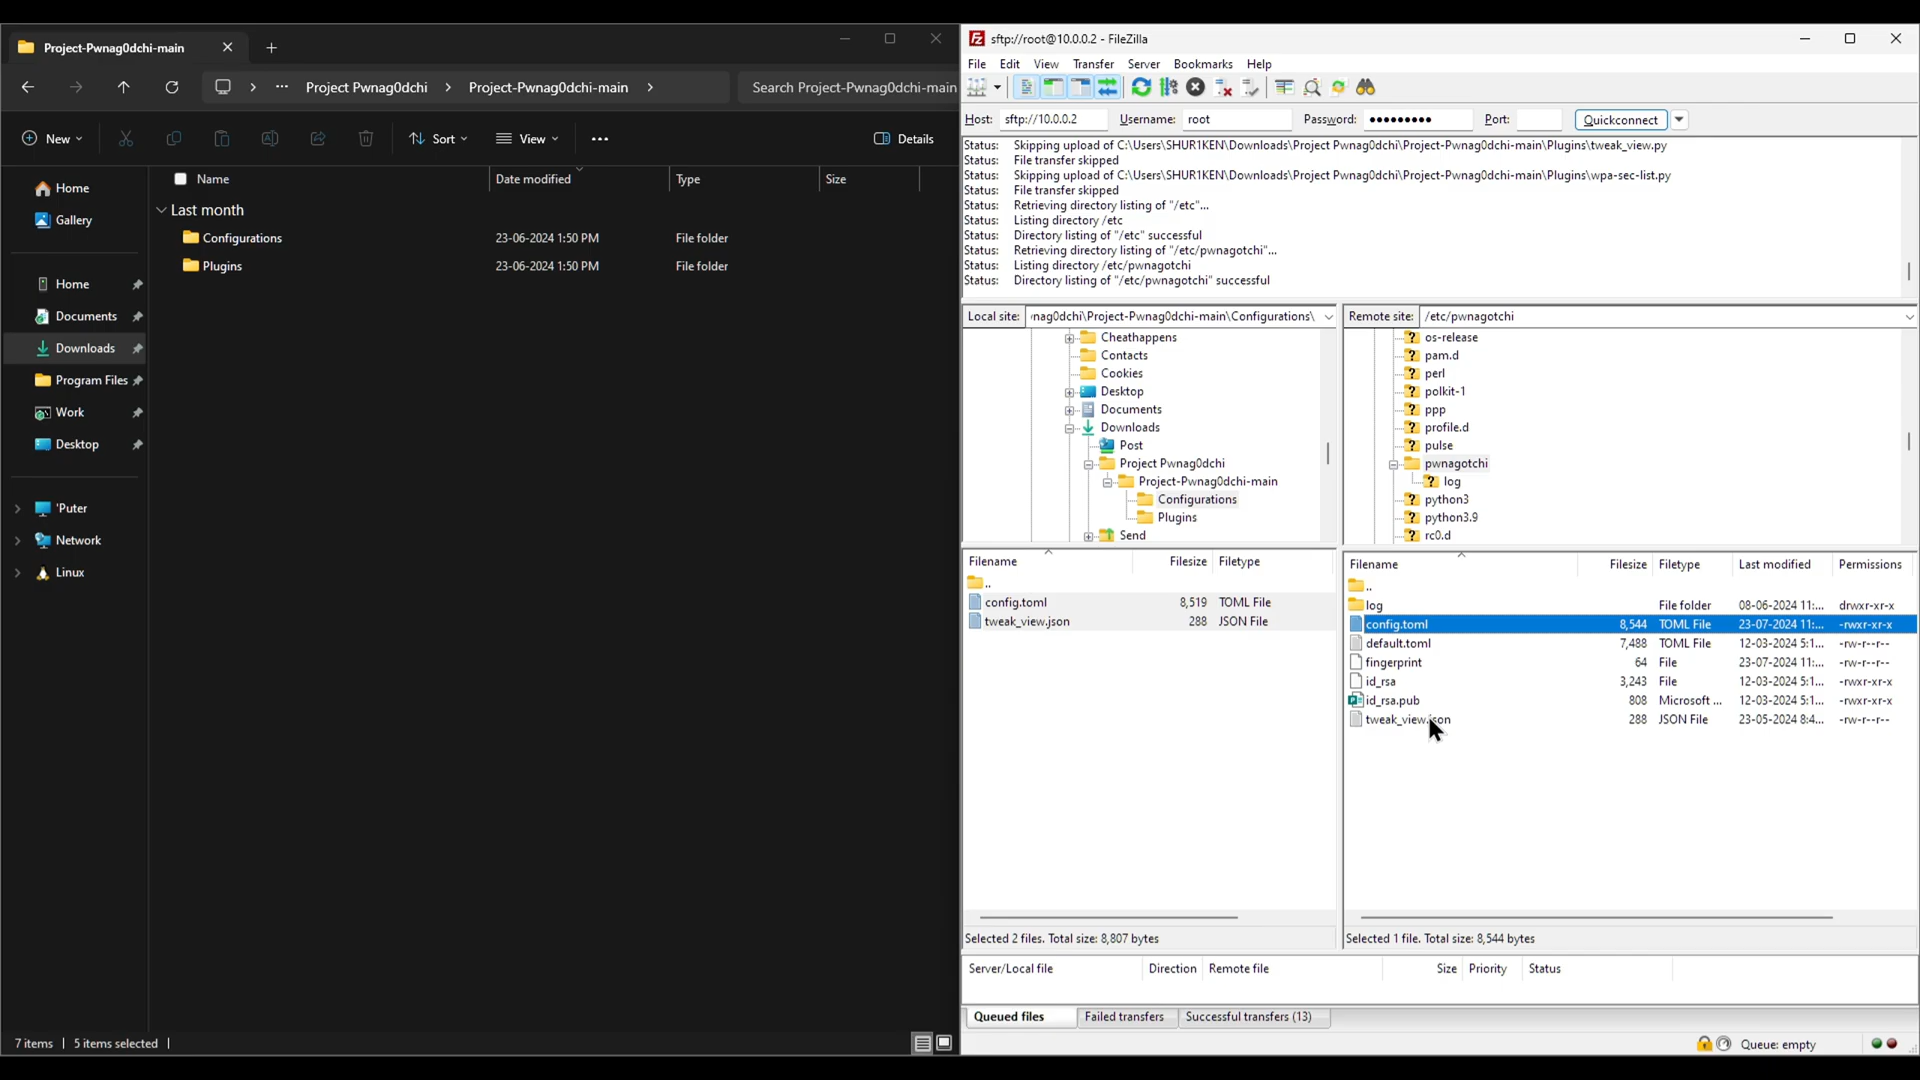 Project-Pwnag0dchi-main
Project Pwnag0dchi
Project-Pwnag0dchi-main
Search Project-Pwnag0dchi-main
New
Sort
View
Details
Home
Gallery
Home
Documents
Downloads
Program Files
Work
Desktop
'Puter
Network
Linux
Name
Date modified
Type
Size
Last month
Configurations
23-06-2024 1:50 PM
File folder
Plugins
23-06-2024 1:50 PM
File folder
7 items
5 items selected
sftp://root@10.0.0.2 - FileZilla
File
Edit
View
Transfer
Server
Bookmarks
Help
Host:
sftp://10.0.0.2
Username:
root
Password:
●●●●●●●●●
Port:
Quickconnect
Status: Skipping upload of C:\Users\SHUR1KEN\Downloads\Project Pwnag0dchi\Project-Pwnag0dchi-main\Plugins\tweak_view.py
Status: File transfer skipped
Status: Skipping upload of C:\Users\SHUR1KEN\Downloads\Project Pwnag0dchi\Project-Pwnag0dchi-main\Plugins\wpa-sec-list.py
Status: File transfer skipped
Status: Retrieving directory listing of "/etc"...
Status: Listing directory /etc
Status: Directory listing of "/etc" successful
Status: Retrieving directory listing of "/etc/pwnagotchi"...
Status: Listing directory /etc/pwnagotchi
Status: Directory listing of "/etc/pwnagotchi" successful
Local site:
nag0dchi\Project-Pwnag0dchi-main\Configurations\
Cheathappens
Contacts
Cookies
Desktop
Documents
Downloads
Post
Project Pwnag0dchi
Project-Pwnag0dchi-main
Configurations
Plugins
Send
Filename
Filesize
Filetype
..
config.toml 8,519 TOML File
tweak_view.json 288 JSON File
Selected 2 files. Total size: 8,807 bytes
Remote site:
/etc/pwnagotchi
os-release
pam.d
perl
polkit-1
ppp
profile.d
pulse
pwnagotchi
log
python3
python3.9
rc0.d
Filename
Filesize
Filetype
Last modified
Permissions
..
log File folder 08-06-2024 11:... drwxr-xr-x
config.toml 8,544 TOML File 23-07-2024 11:... -rwxr-xr-x
default.toml 7,488 TOML File 12-03-2024 5:1... -rw-r--r--
fingerprint 64 File 23-07-2024 11:... -rw-r--r--
id_rsa 3,243 File 12-03-2024 5:1... -rwxr-xr-x
id_rsa.pub 808 Microsoft ... 12-03-2024 5:1... -rwxr-xr-x
tweak_view.json 288 JSON File 23-05-2024 8:4... -rw-r--r--
Selected 1 file. Total size: 8,544 bytes
Server/Local file
Direction
Remote file
Size
Priority
Status
Queued files
Failed transfers
Successful transfers (13)
Queue: empty